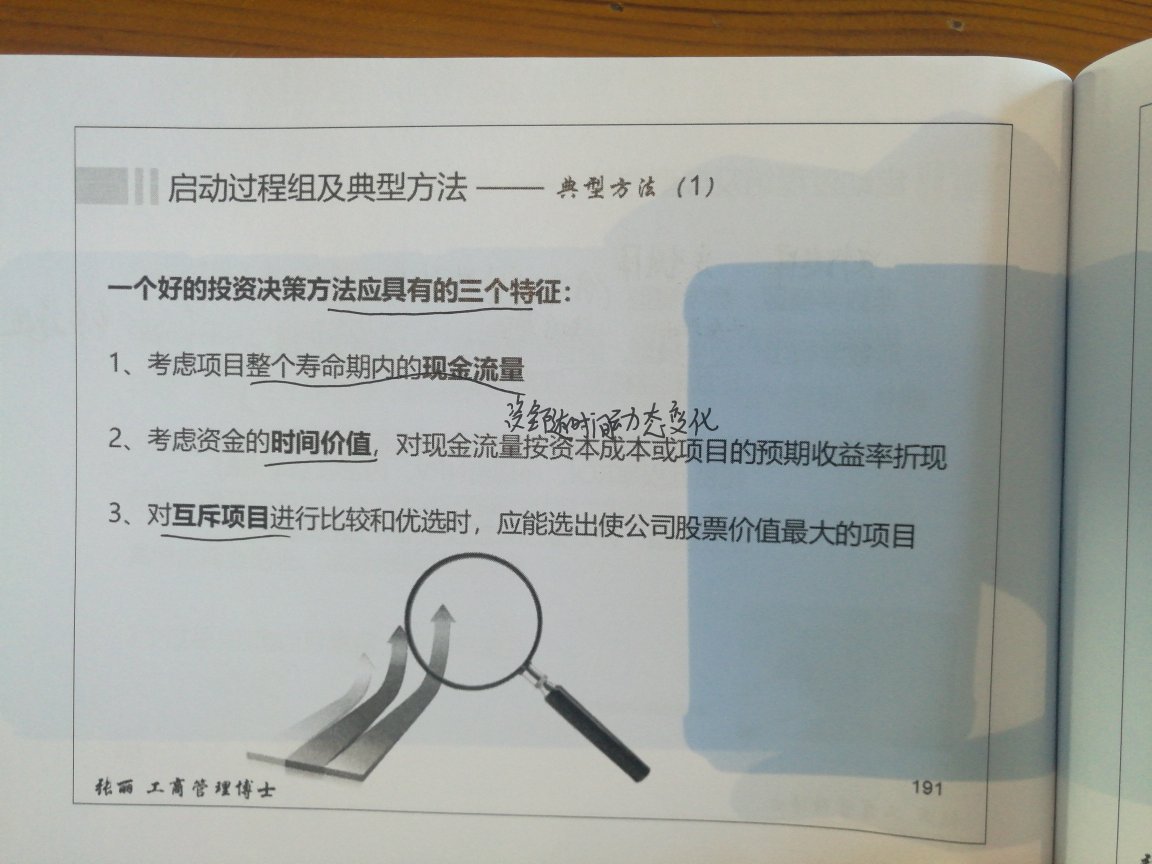 启动过程组及典型方法 —— 典型方法（1）
一个好的投资决策方法应具有的三个特征：
1、考虑项目整个寿命期内的现金流量
资金随时间动态变化
2、考虑资金的时间价值，对现金流量按资本成本或项目的预期收益率折现
3、对互斥项目进行比较和优选时，应能选出使公司股票价值最大的项目
张丽 工商管理博士
191